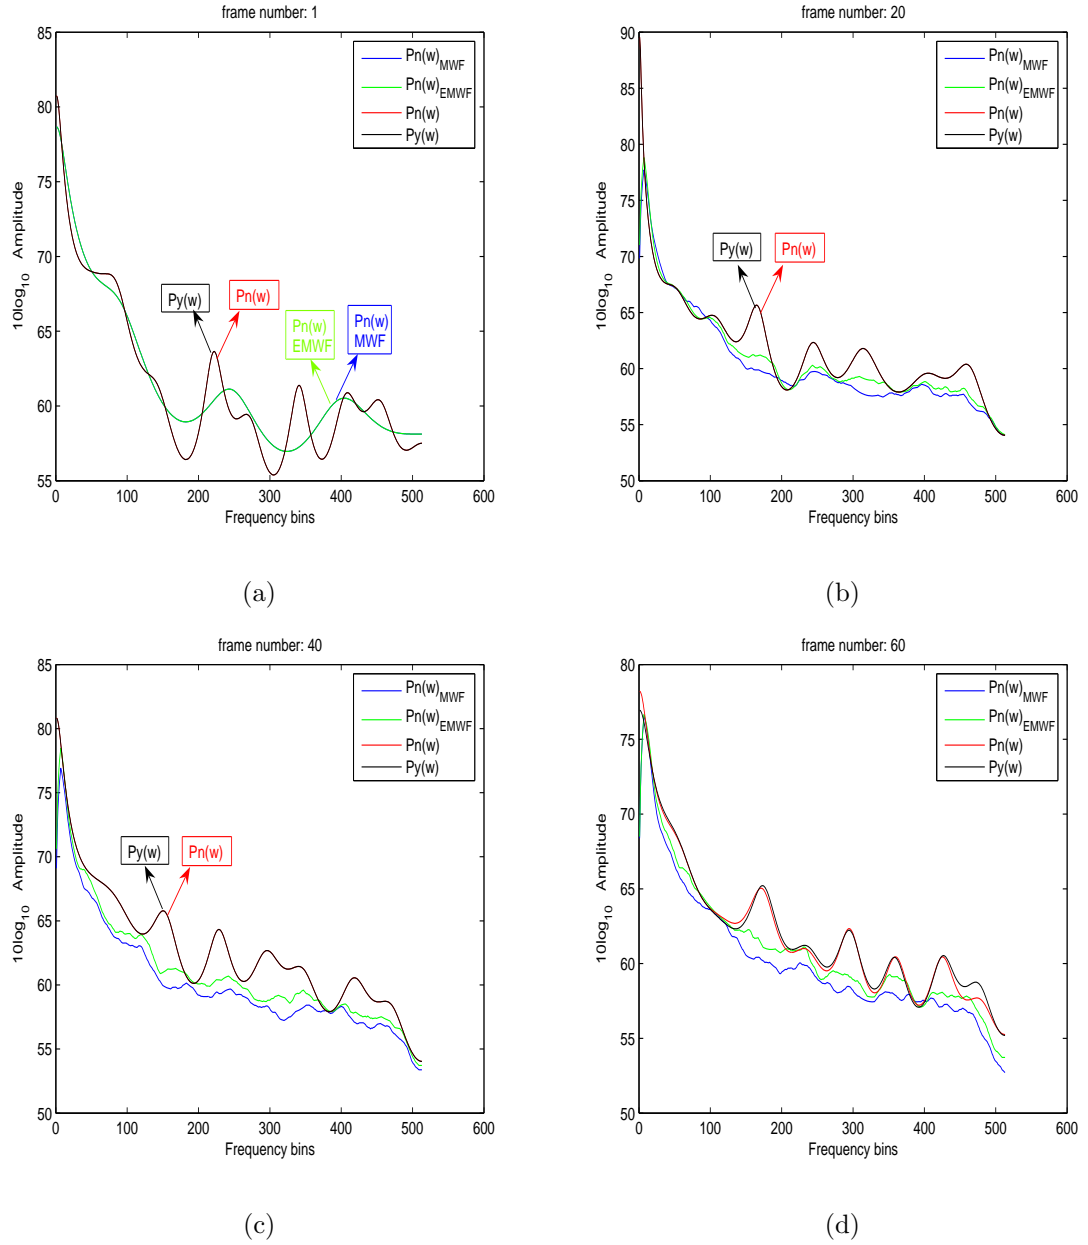 frame number: 1
85
80
75
70
65
60
55
0
100
200
300
400
500
600
10log10 Amplitude
Frequency bins
Pn(w)MWF
Pn(w)EMWF
Pn(w)
Py(w)
Py(w)
Pn(w)
Pn(w)
EMWF
Pn(w)
MWF
(a)
frame number: 20
90
85
80
75
70
65
60
55
50
0
100
200
300
400
500
600
10log10 Amplitude
Frequency bins
Pn(w)MWF
Pn(w)EMWF
Pn(w)
Py(w)
Py(w)
Pn(w)
(b)
frame number: 40
85
80
75
70
65
60
55
50
0
100
200
300
400
500
600
10log10 Amplitude
Frequency bins
Pn(w)MWF
Pn(w)EMWF
Pn(w)
Py(w)
Py(w)
Pn(w)
(c)
frame number: 60
80
75
70
65
60
55
50
0
100
200
300
400
500
600
10log10 Amplitude
Frequency bins
Pn(w)MWF
Pn(w)EMWF
Pn(w)
Py(w)
(d)